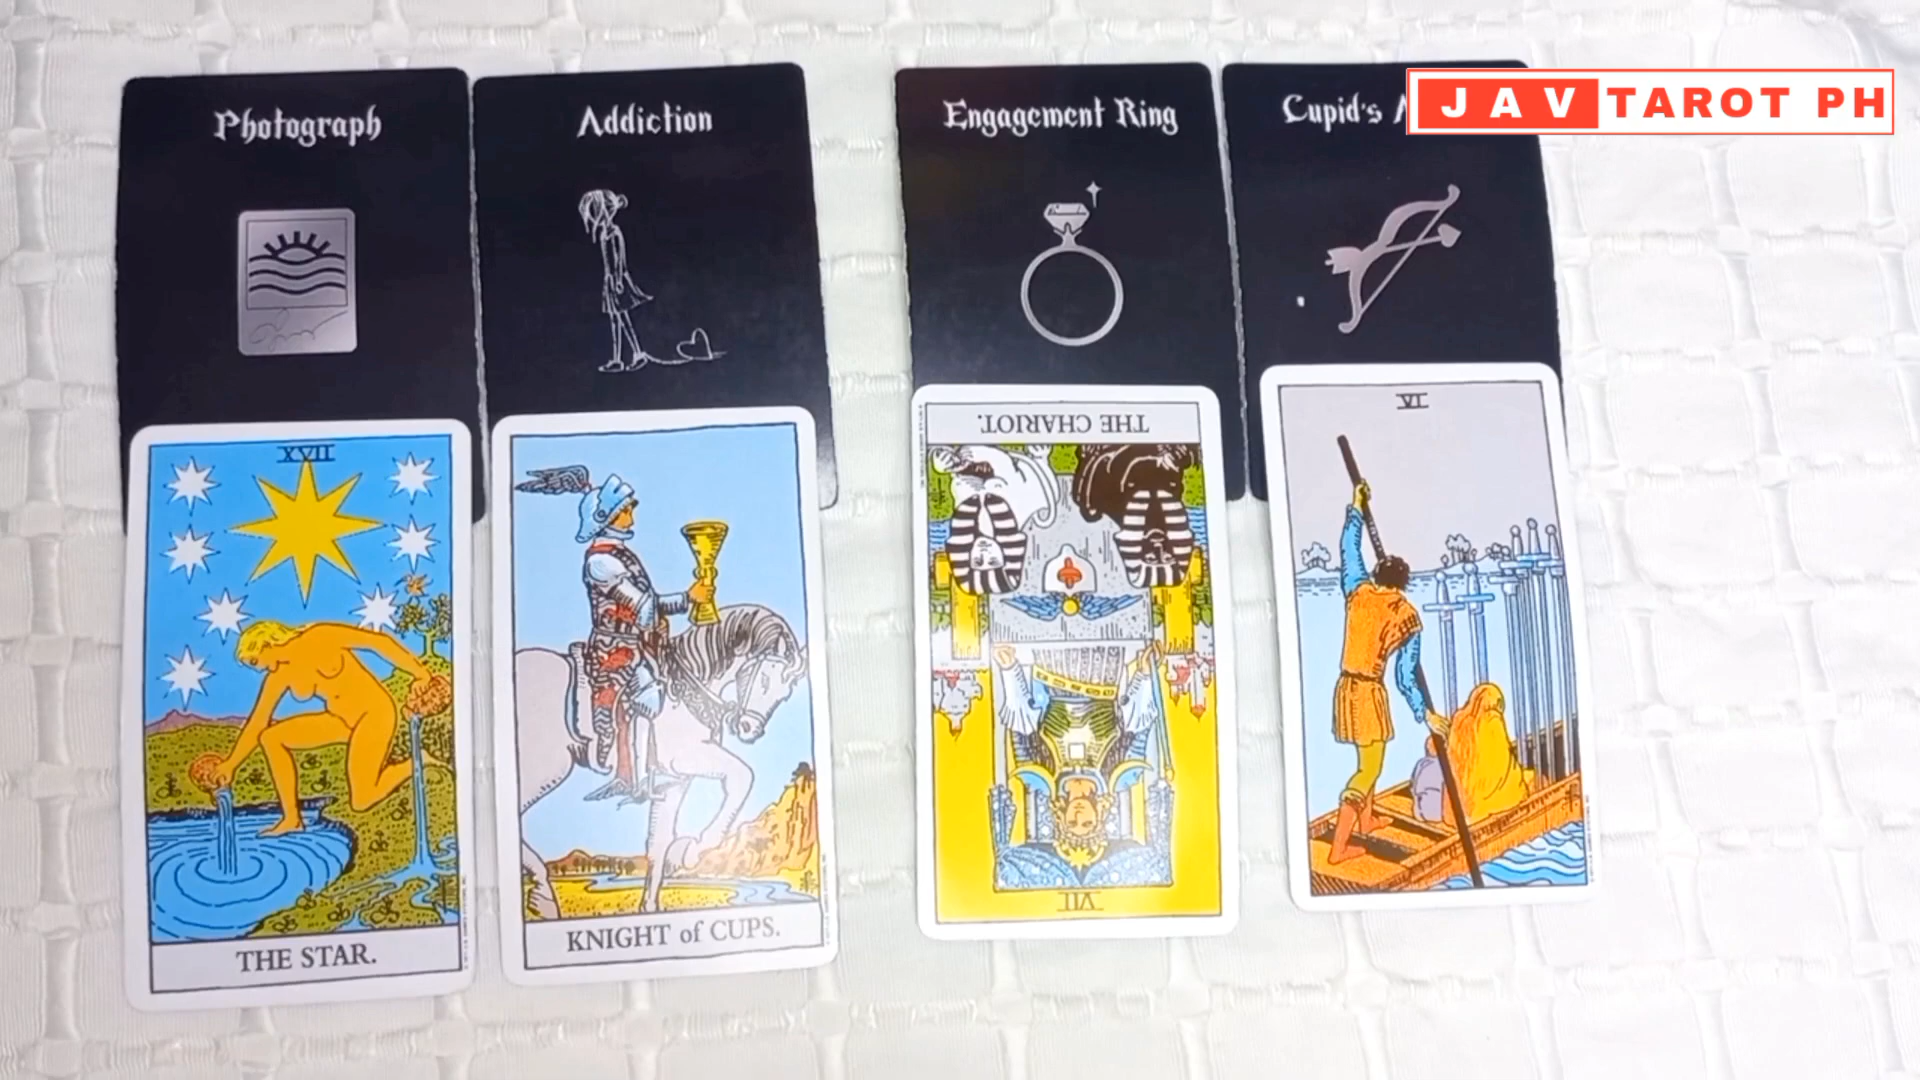 Photograph
Addiction
Engagement Ring
Cupid's
JAV TAROT PH
XVII
THE STAR.
KNIGHT of CUPS.
THE CHARIOT.
VII
VI